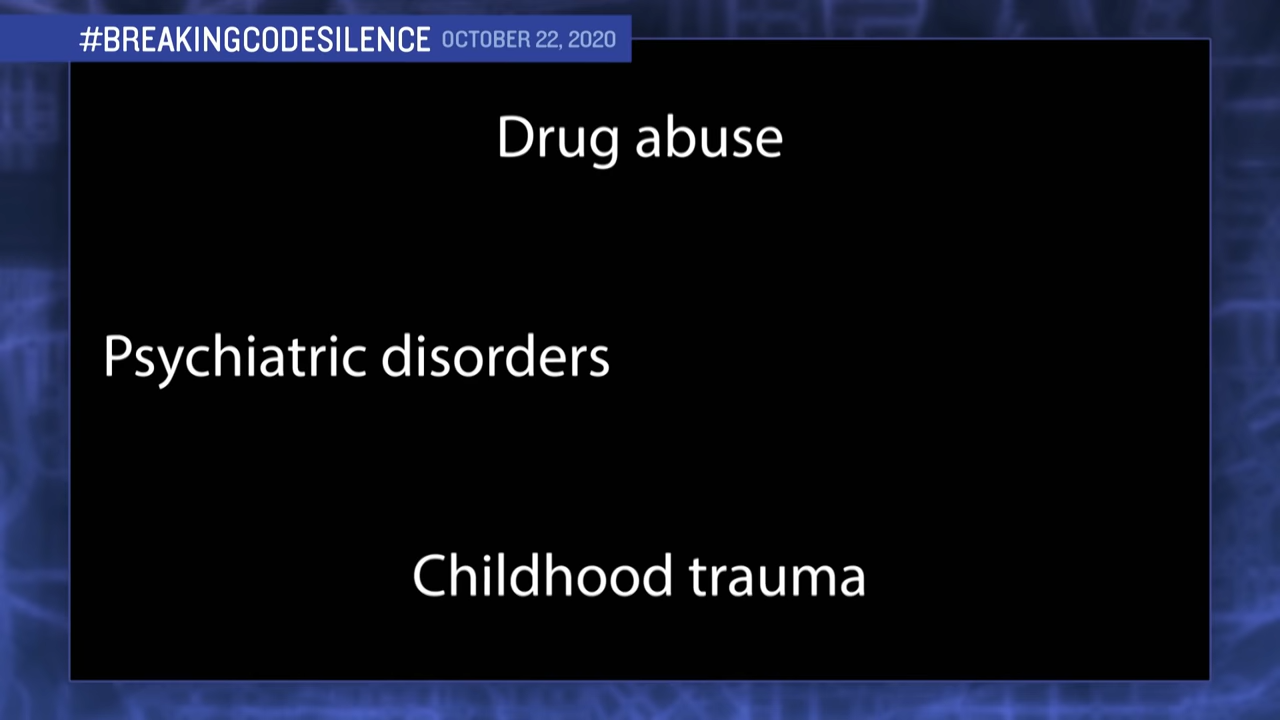 #BREAKINGCODESILENCE OCTOBER 22, 2020
Drug abuse
Psychiatric disorders
Childhood trauma